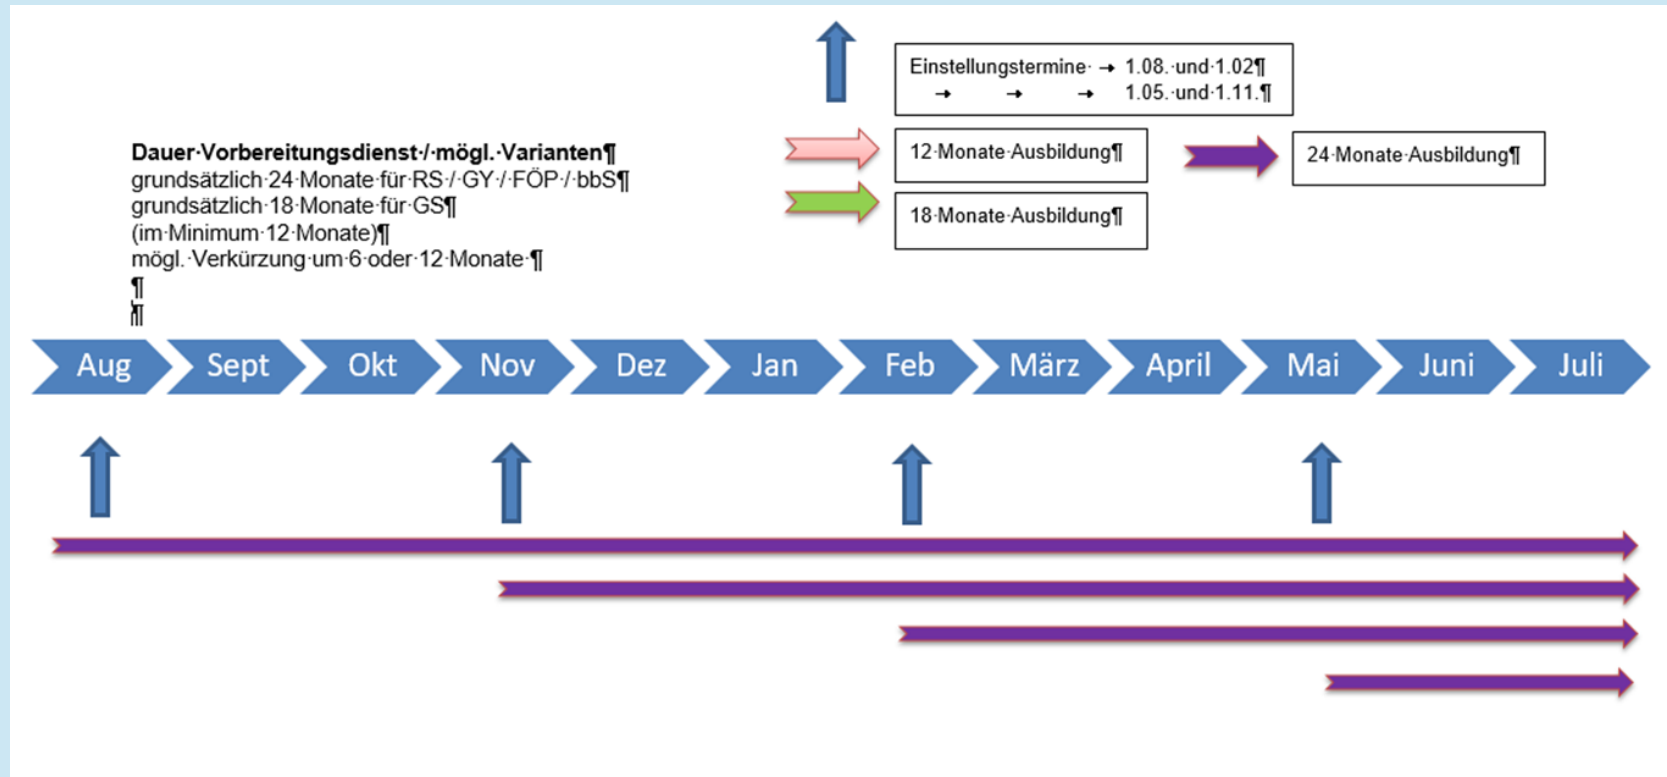 Einstellungstermine· → 1.08.·und·1.02¶
→ → → 1.05.·und·1.11.¶
Dauer·Vorbereitungsdienst·/·mögl.·Varianten¶
grundsätzlich·24·Monate·für·RS·/·GY·/·FÖP·/·bbS¶
grundsätzlich·18·Monate·für·GS¶
(im·Minimum·12·Monate)¶
mögl.·Verkürzung·um·6·oder·12·Monate·¶
¶
¶
12·Monate·Ausbildung¶
24·Monate·Ausbildung¶
18·Monate·Ausbildung¶
Aug Sept Okt Nov Dez Jan Feb März April Mai Juni Juli